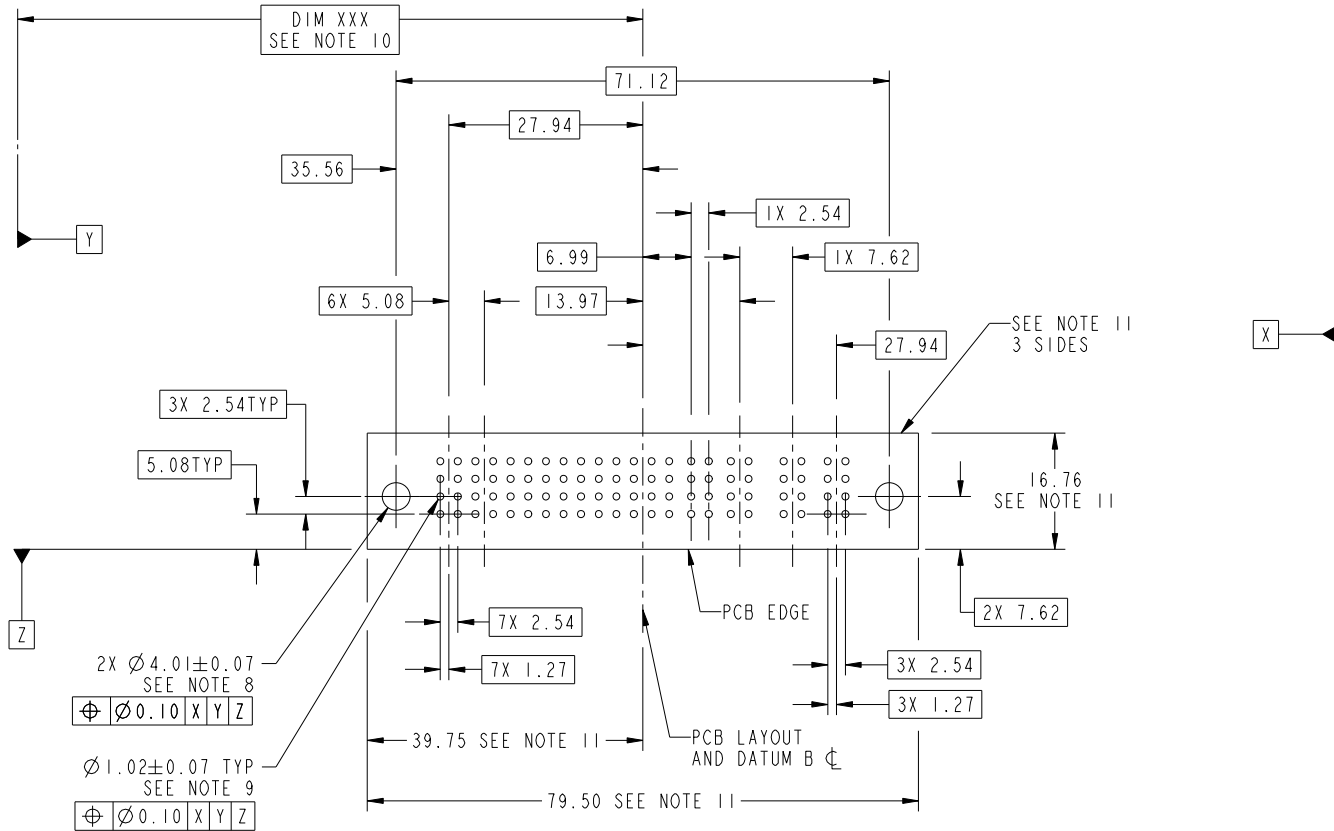 DIM XXX
SEE NOTE 10
71.12
27.94
35.56
1X 2.54
Y
6.99
1X 7.62
6X 5.08
13.97
SEE NOTE 11
3 SIDES
X
27.94
3X 2.54TYP
5.08TYP
16.76
SEE NOTE 11
PCB EDGE
2X 7.62
Z
7X 2.54
2X Ø4.01±0.07
SEE NOTE 8
⌖ Ø0.10 X Y Z
7X 1.27
3X 2.54
3X 1.27
39.75 SEE NOTE 11
PCB LAYOUT
AND DATUM B ℄
Ø1.02±0.07 TYP
SEE NOTE 9
⌖ Ø0.10 X Y Z
79.50 SEE NOTE 11